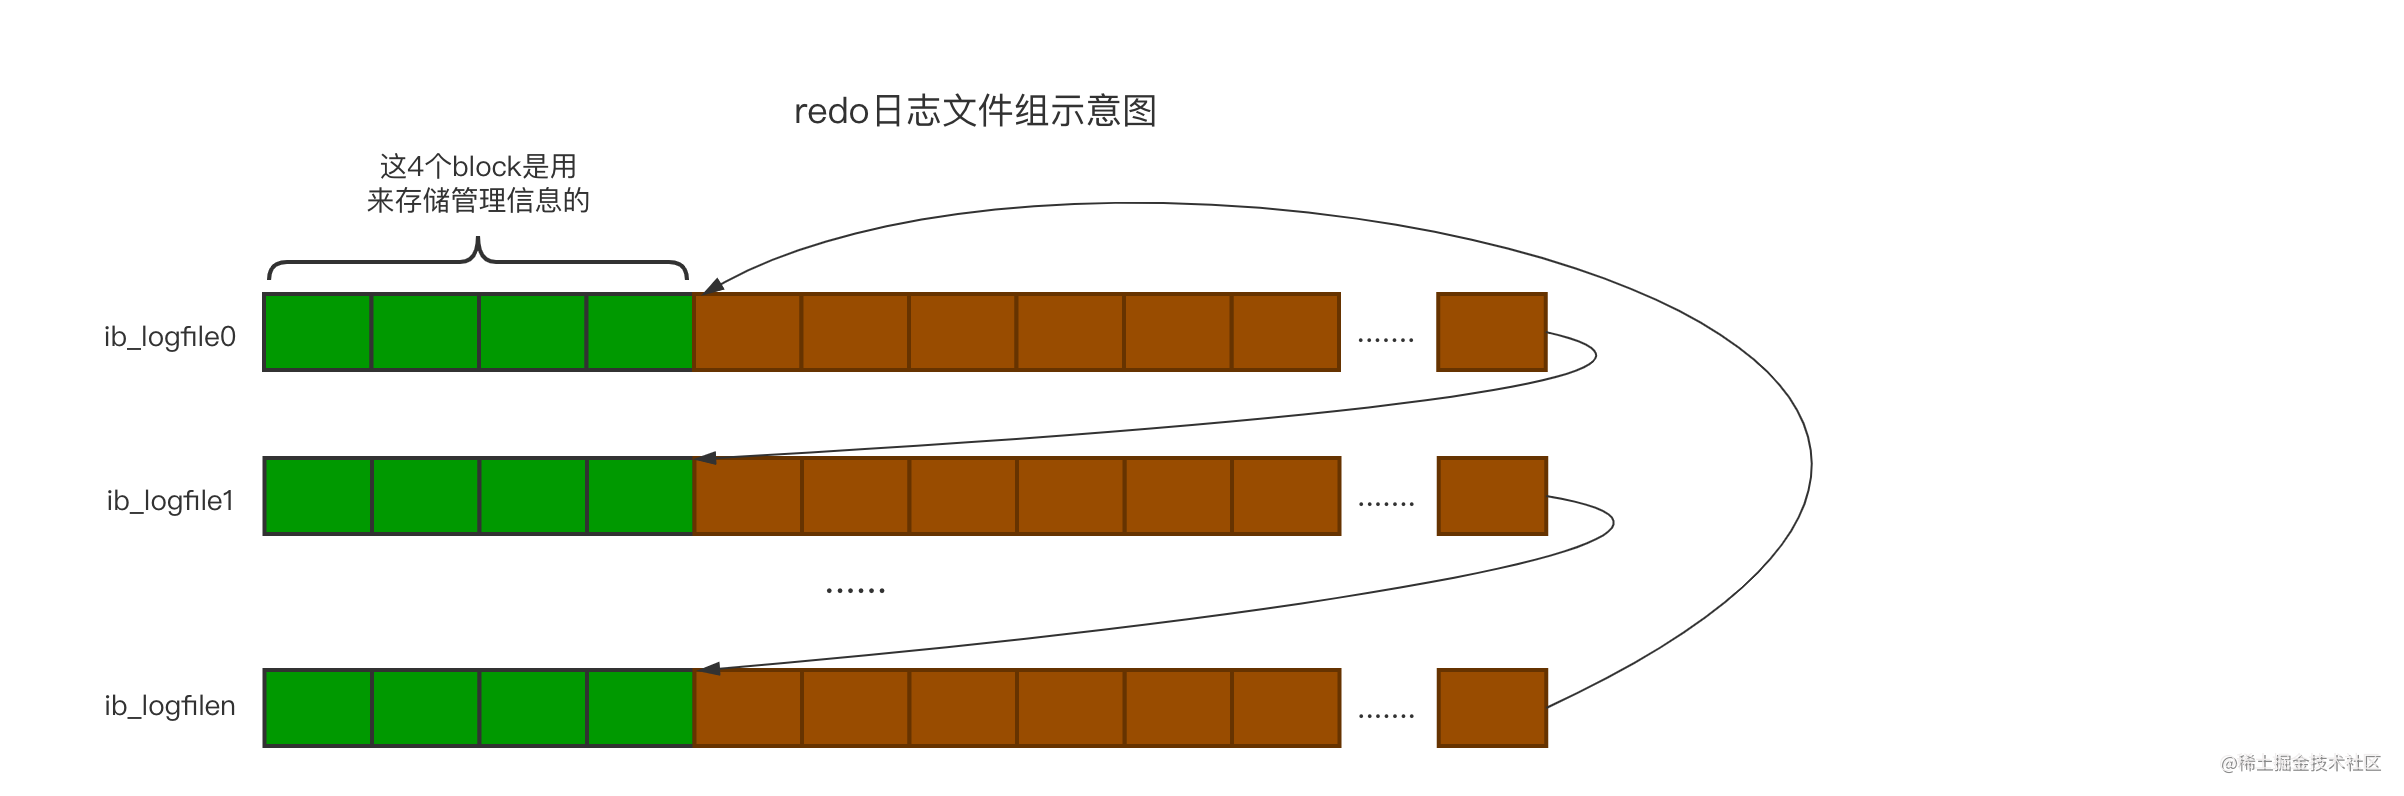 redo日志文件组示意图
这4个block是用
来存储管理信息的
ib_logfile0
.......
ib_logfile1
.......
......
ib_logfilen
.......
@稀土掘金技术社区